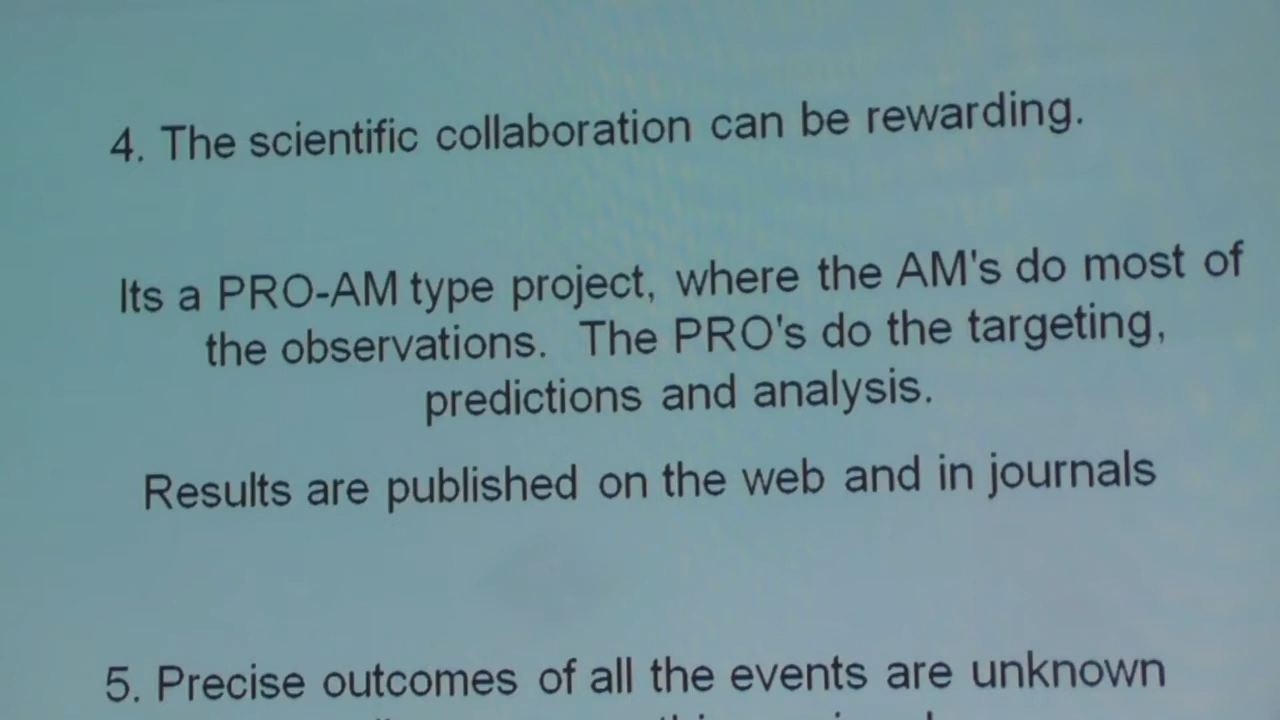 4. The scientific collaboration can be rewarding.
Its a PRO-AM type project, where the AM's do most of
the observations. The PRO's do the targeting,
predictions and analysis.
Results are published on the web and in journals
5. Precise outcomes of all the events are unknown